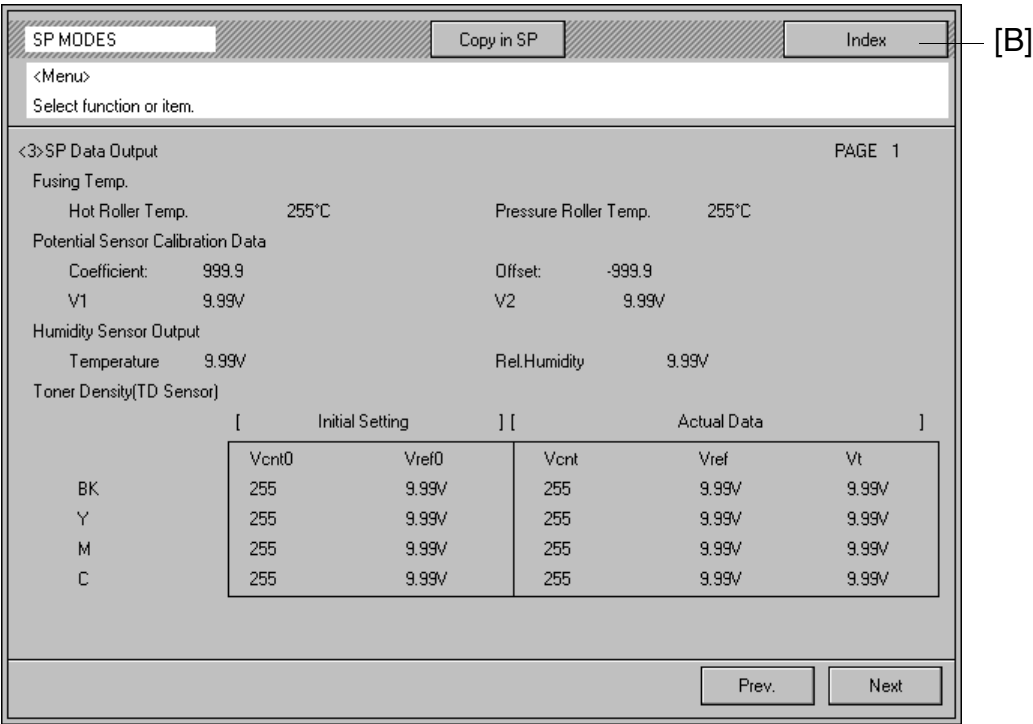 SP MODES Copy in SP Index [B]
<Menu>
Select function or item.
<3>SP Data Output PAGE 1
Fusing Temp.
Hot Roller Temp. 255°C Pressure Roller Temp. 255°C
Potential Sensor Calibration Data
Coefficient: 999.9 Offset: -999.9
V1 9.99V V2 9.99V
Humidity Sensor Output
Temperature 9.99V Rel.Humidity 9.99V
Toner Density(TD Sensor)
[ Initial Setting ] [ Actual Data ]
Vcnt0 Vref0 Vcnt Vref Vt
BK 255 9.99V 255 9.99V 9.99V
Y 255 9.99V 255 9.99V 9.99V
M 255 9.99V 255 9.99V 9.99V
C 255 9.99V 255 9.99V 9.99V
Prev. Next